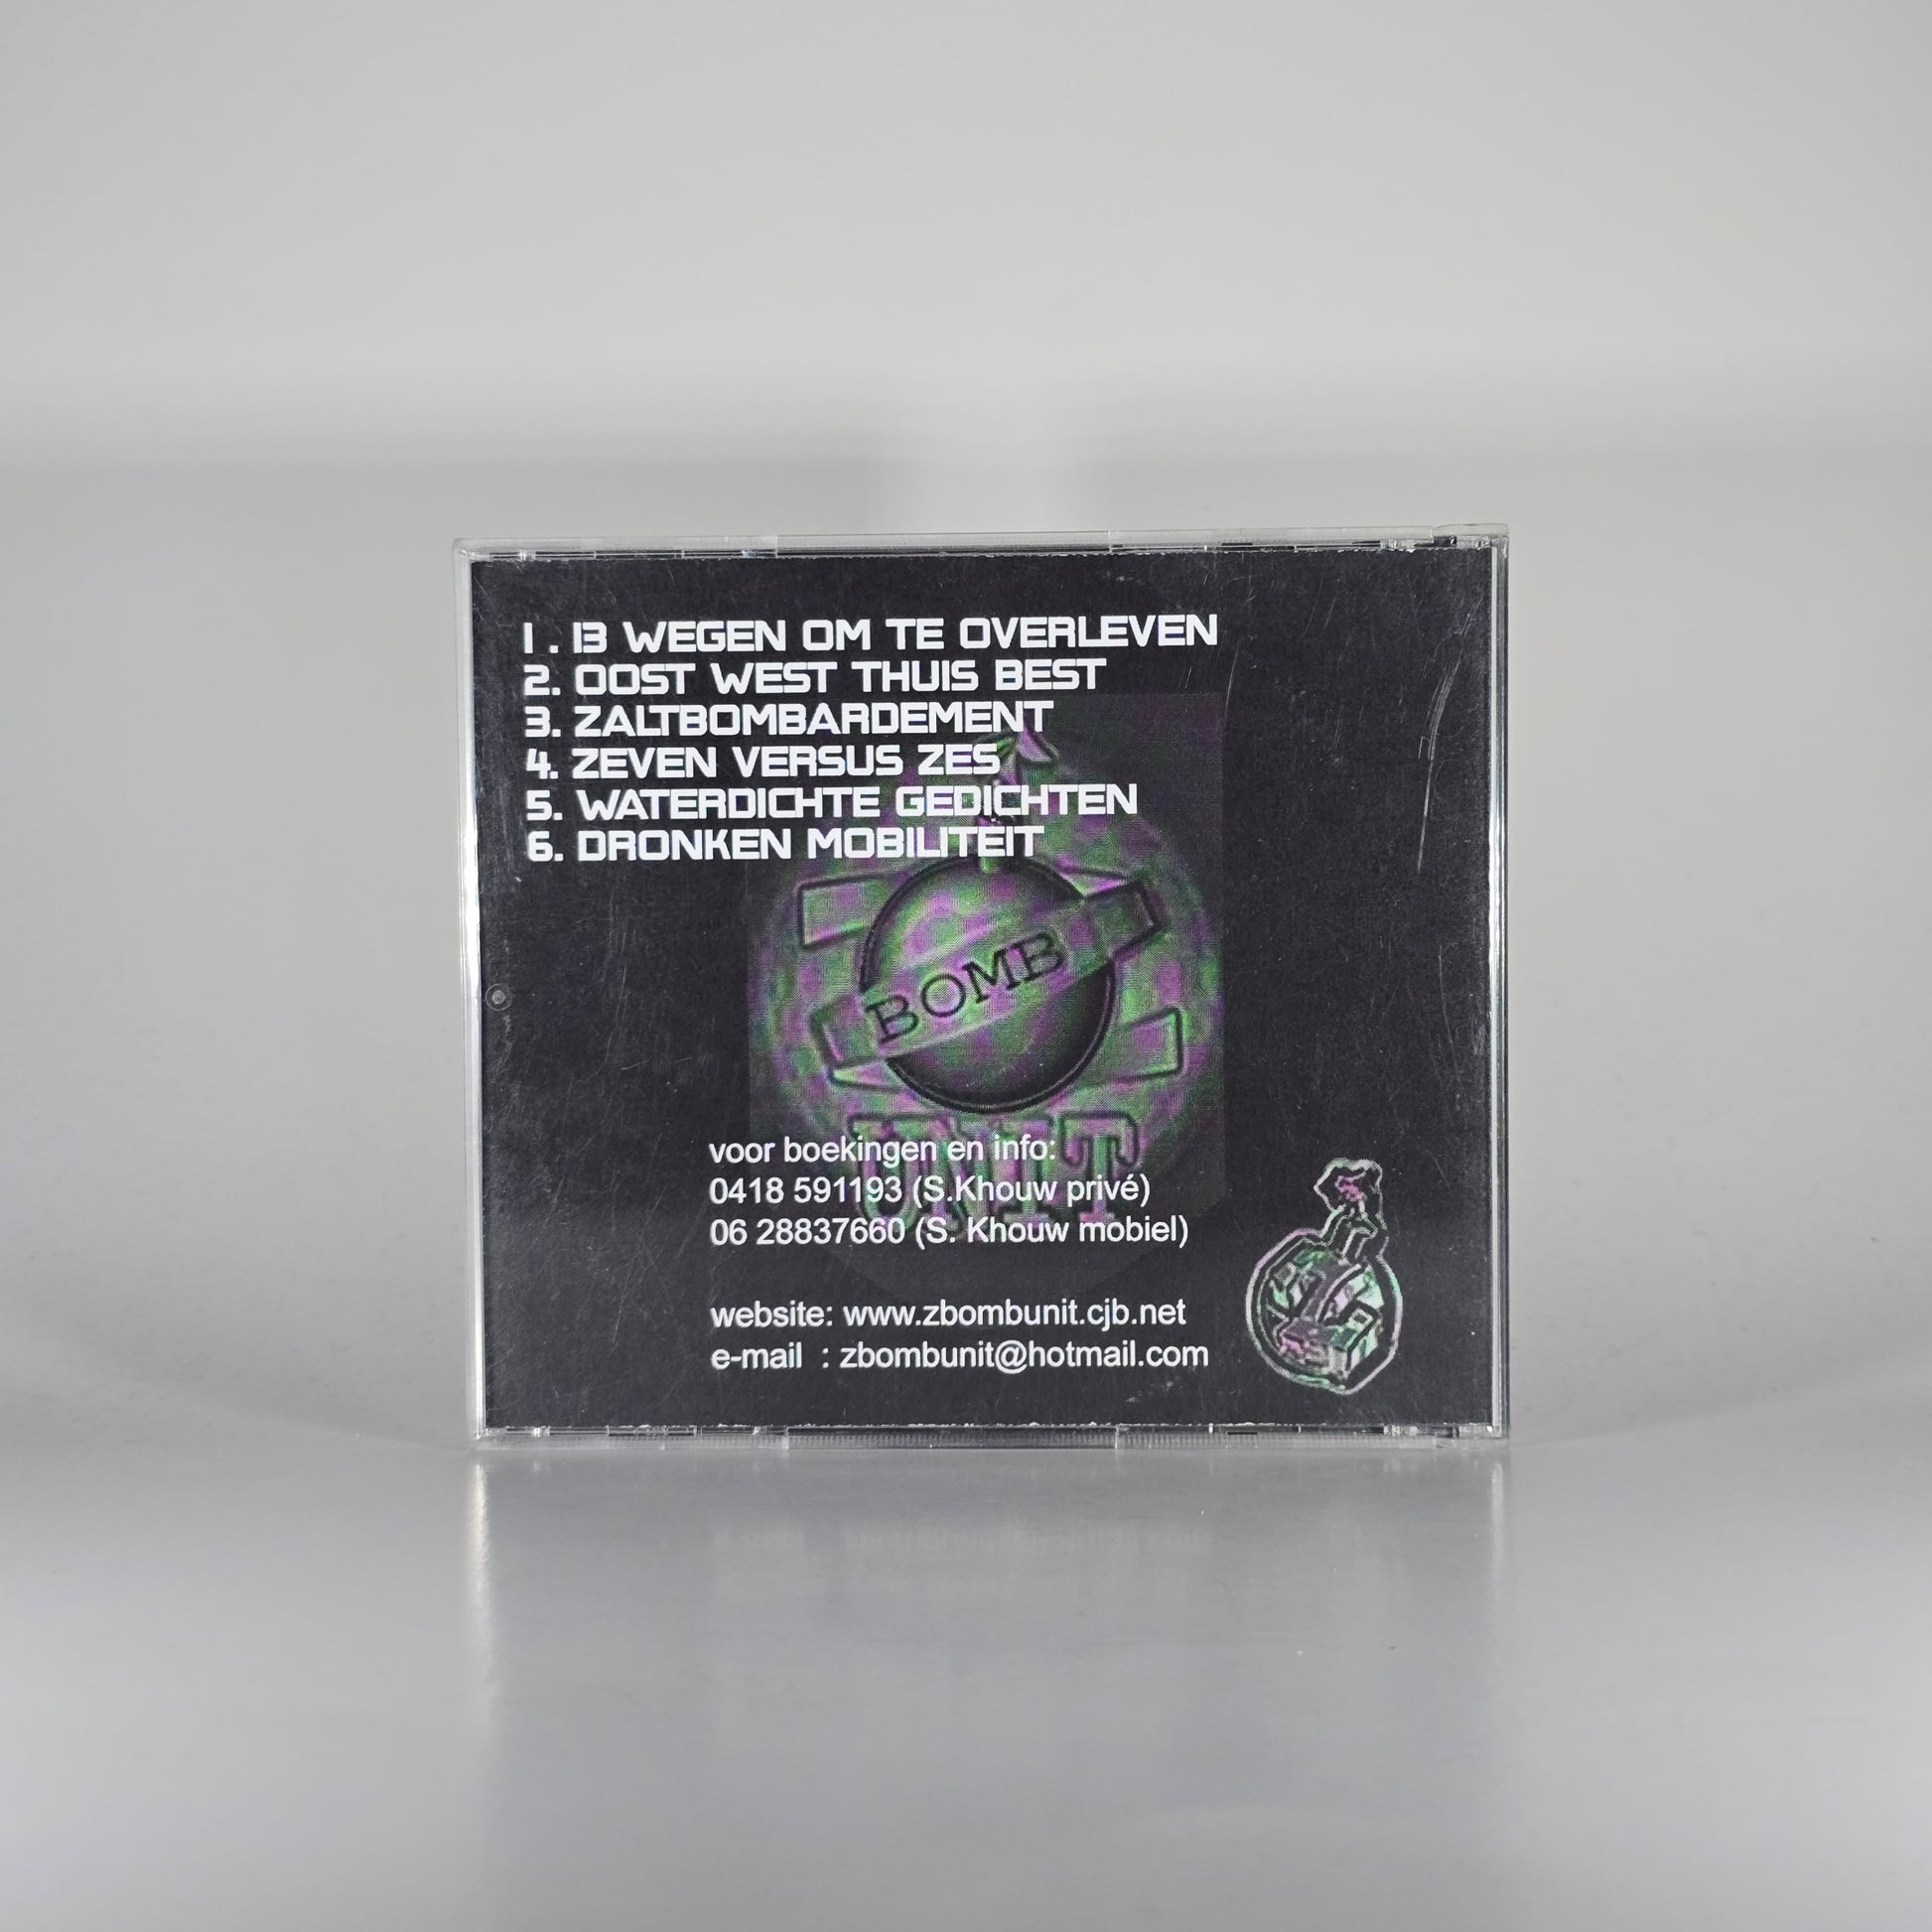 1. 13 WEGEN OM TE OVERLEVEN
2. OOST WEST THUIS BEST
3. ZALTBOMBARDEMENT
4. ZEVEN VERSUS ZES
5. WATERDICHTE GEDICHTEN
6. DRONKEN MOBILITEIT
BOMB
UNIT
voor boekingen en info:
0418 591193 (S.Khouw privé)
06 28837660 (S. Khouw mobiel)
website: www.zbombunit.cjb.net
e-mail : zbombunit@hotmail.com